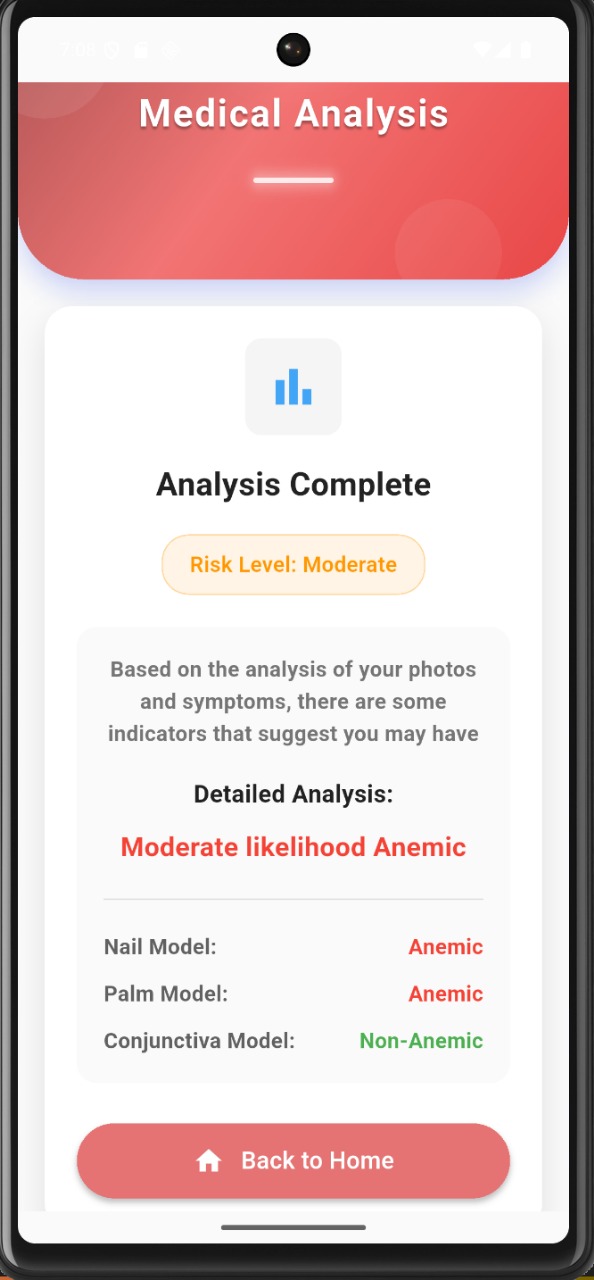 7:08
Medical Analysis
Analysis Complete
Risk Level: Moderate
Based on the analysis of your photos
and symptoms, there are some
indicators that suggest you may have
Detailed Analysis:
Moderate likelihood Anemic
Nail Model: Anemic
Palm Model: Anemic
Conjunctiva Model: Non-Anemic
Back to Home